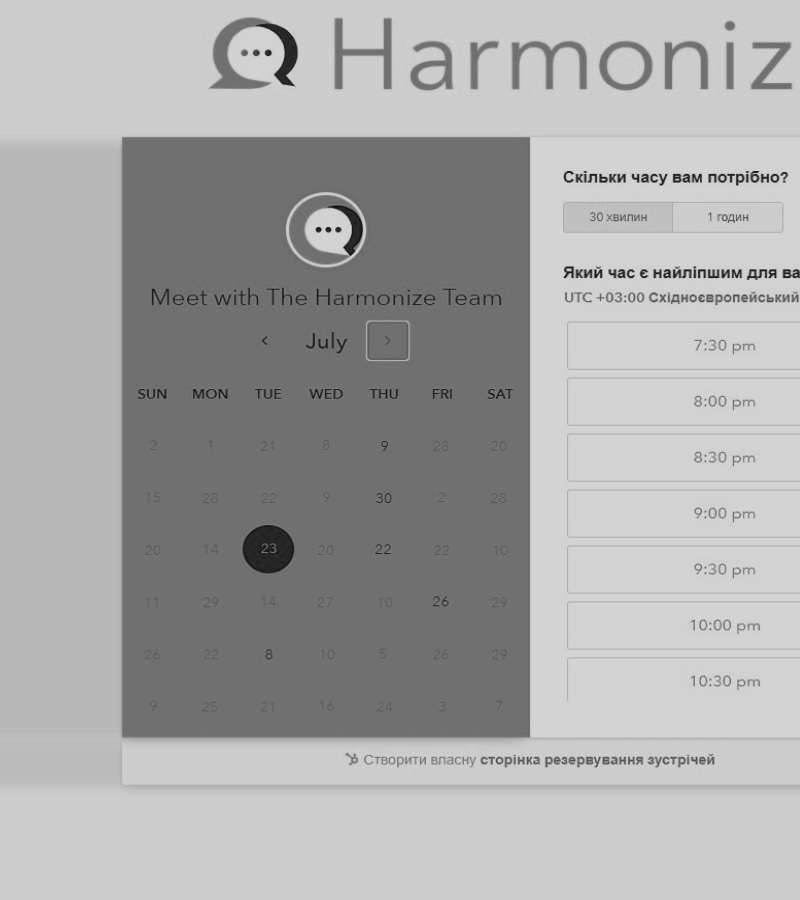 Harmoniz
Meet with The Harmonize Team
July
SUN MON TUE WED THU FRI SAT
2 1 21 8 9 28 20
15 28 22 9 30 2 28
20 14 23 20 22 22 10
11 29 14 27 10 26 29
26 22 8 10 5 26 29
9 25 21 16 24 3 7
Скільки часу вам потрібно?
30 хвилин 1 годин
Який час є найліпшим для ва
UTC +03:00 Східноєвропейський
7:30 pm
8:00 pm
8:30 pm
9:00 pm
9:30 pm
10:00 pm
10:30 pm
Створити власну сторінка резервування зустрічей